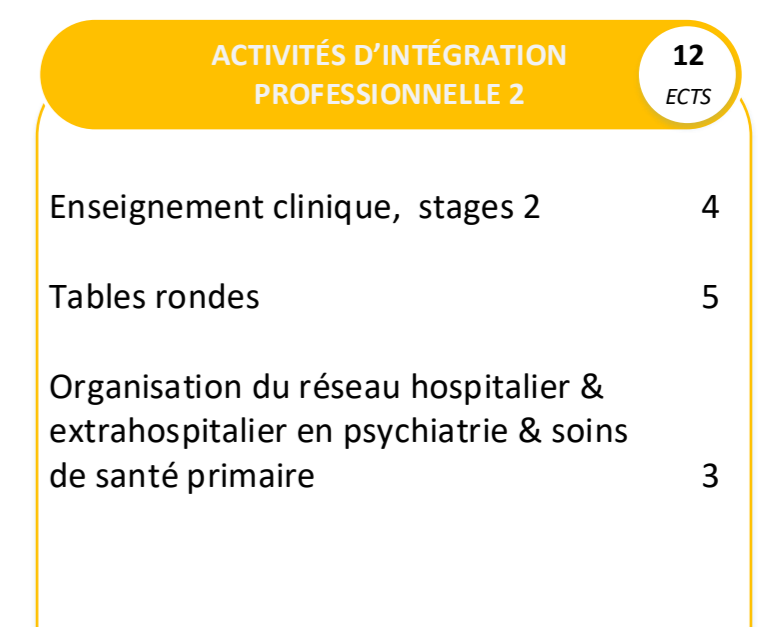 ACTIVITÉS D’INTÉGRATION
PROFESSIONNELLE 2
12
ECTS
Enseignement clinique, stages 2 4
Tables rondes 5
Organisation du réseau hospitalier &
extrahospitalier en psychiatrie & soins
de santé primaire 3